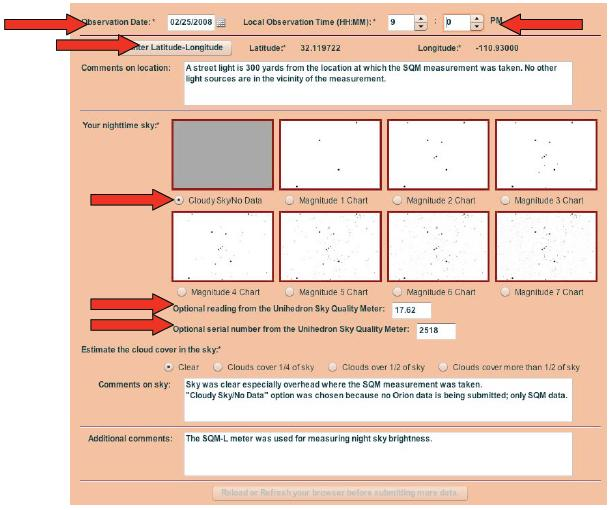 Observation Date:* 02/25/2008 Local Observation Time (HH:MM):* 9 : 0 PM
Latitude-Longitude Latitude:* 32.119722 Longitude:* -110.93000
Comments on location: A street light is 300 yards from the location at which the SQM measurement was taken. No other
light sources are in the vicinity of the measurement.
Your nighttime sky:*
Cloudy Sky/No Data Magnitude 1 Chart Magnitude 2 Chart Magnitude 3 Chart
Magnitude 4 Chart Magnitude 5 Chart Magnitude 6 Chart Magnitude 7 Chart
Optional reading from the Unihedron Sky Quality Meter: 17.62
Optional serial number from the Unihedron Sky Quality Meter: 2518
Estimate the cloud cover in the sky:*
Clear Clouds cover 1/4 of sky Clouds over 1/2 of sky Clouds cover more than 1/2 of sky
Comments on sky: Sky was clear especially overhead where the SQM measurement was taken.
"Cloudy Sky/No Data" option was chosen because no Orion data is being submitted; only SQM data.
Additional comments: The SQM-L meter was used for measuring night sky brightness.
Reload or Refresh your browser before submitting more data.